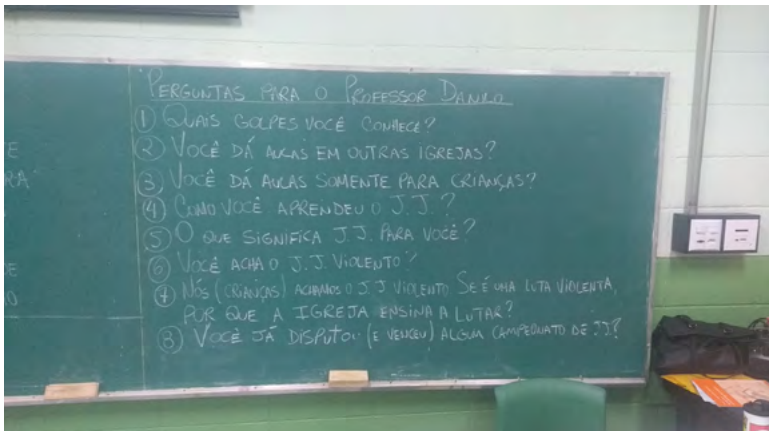 PERGUNTAS PARA O PROFESSOR DANILO
① QUAIS GOLPES VOCÊ CONHECE?
② VOCÊ DÁ AULAS EM OUTRAS IGREJAS?
③ VOCÊ DÁ AULAS SOMENTE PARA CRIANÇAS?
④ COMO VOCÊ APRENDEU O J.J.?
⑤ O QUE SIGNIFICA J.J. PARA VOCÊ?
⑥ VOCÊ ACHA O J.J. VIOLENTO?
⑦ NÓS (CRIANÇAS) ACHAMOS O J.J VIOLENTO SE É UMA LUTA VIOLENTA,
POR QUE A IGREJA ENSINA A LUTAR?
⑧ VOCÊ JÁ DISPUTOU (E VENCEU) ALGUM CAMPEONATO DE JJ?